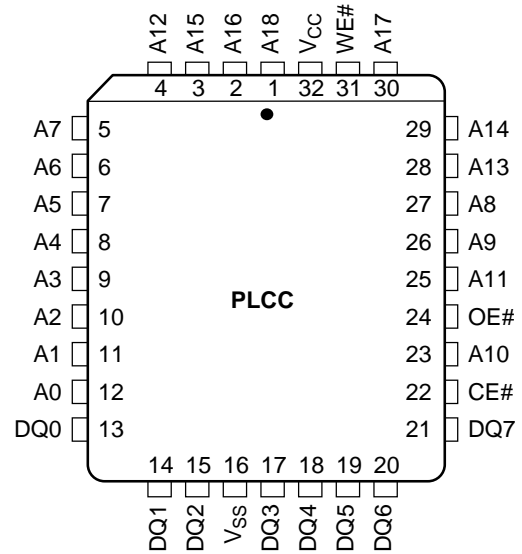 A12 A15 A16 A18 VCC WE# A17
4 3 2 1 32 31 30
A7 5 29 A14
A6 6 28 A13
A5 7 27 A8
A4 8 26 A9
A3 9 25 A11
PLCC
A2 10 24 OE#
A1 11 23 A10
A0 12 22 CE#
DQ0 13 21 DQ7
14 15 16 17 18 19 20
DQ1 DQ2 VSS DQ3 DQ4 DQ5 DQ6